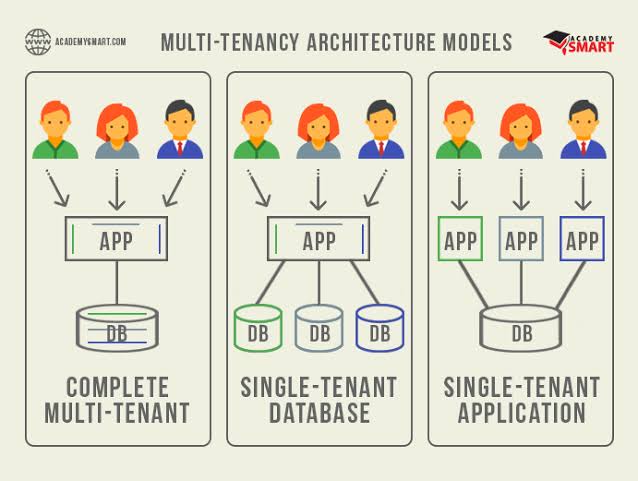 WWW
ACADEMYSMART.COM
MULTI-TENANCY ARCHITECTURE MODELS
ACADEMY
SMART
APP
DB
COMPLETE
MULTI-TENANT
APP
DB DB DB
SINGLE-TENANT
DATABASE
APP APP APP
DB
SINGLE-TENANT
APPLICATION